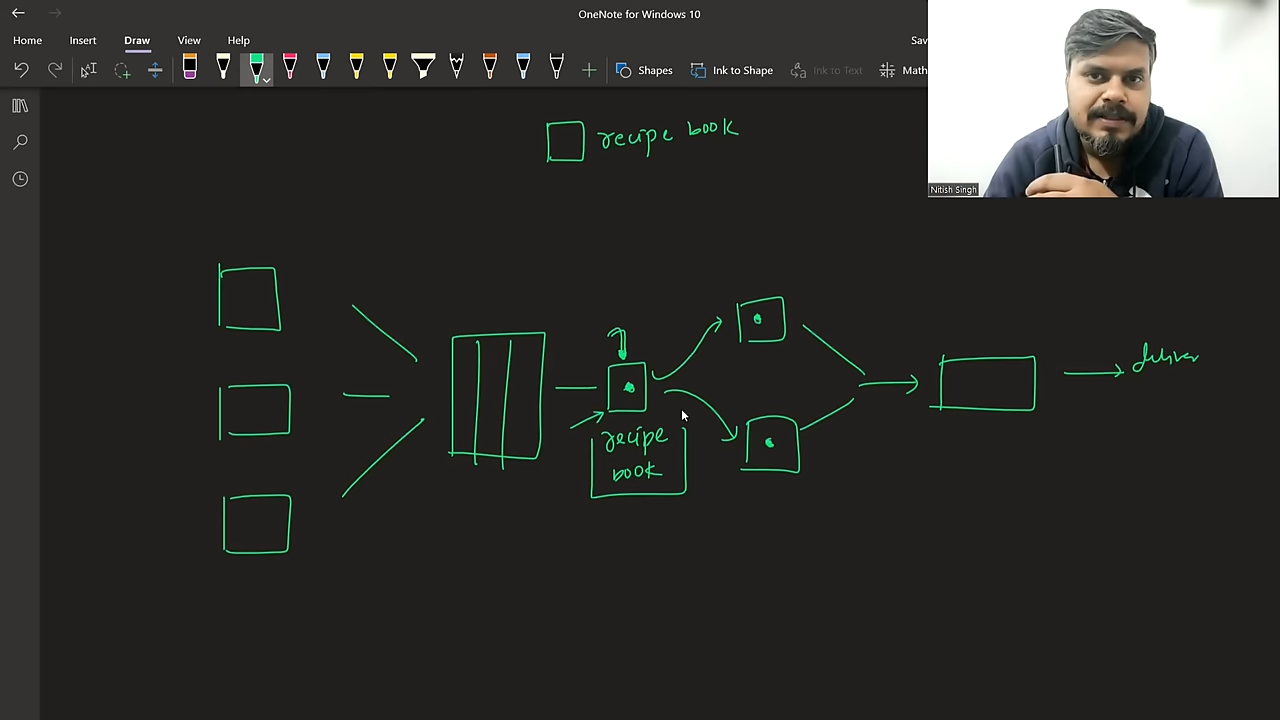 OneNote for Windows 10
Home Insert Draw View Help Sav
Shapes Ink to Shape Ink to Text Math
recipe book
Nitish Singh
deliver
recipe
book